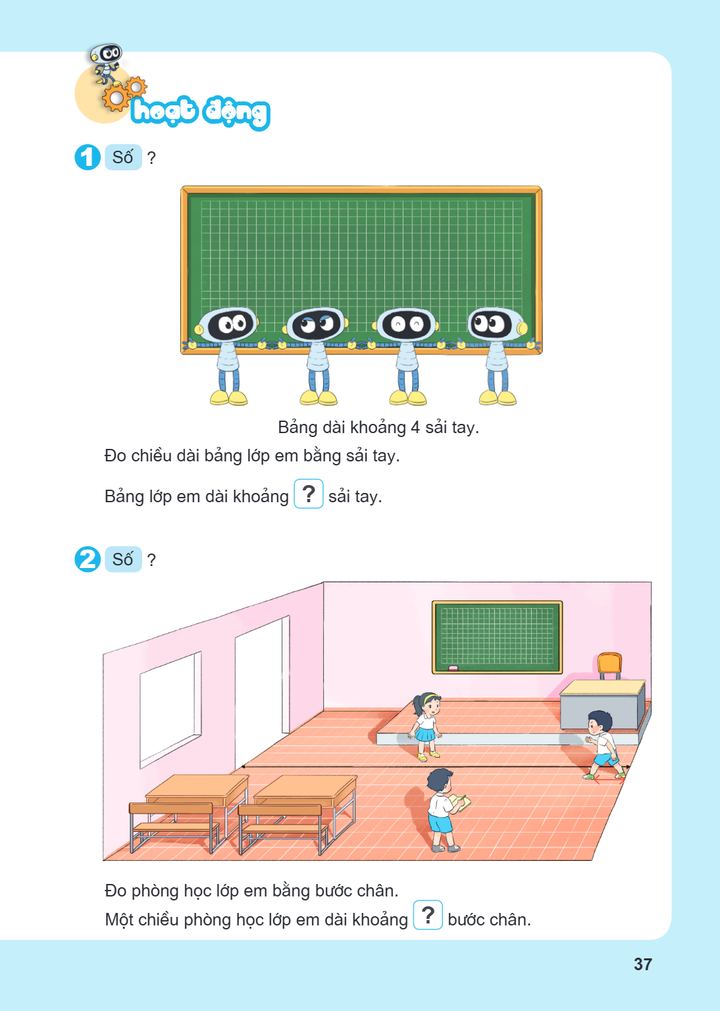 hoạt động
1 Số ?
Bảng dài khoảng 4 sải tay.
Đo chiều dài bảng lớp em bằng sải tay.
Bảng lớp em dài khoảng ? sải tay.
2 Số ?
Đo phòng học lớp em bằng bước chân.
Một chiều phòng học lớp em dài khoảng ? bước chân.
37